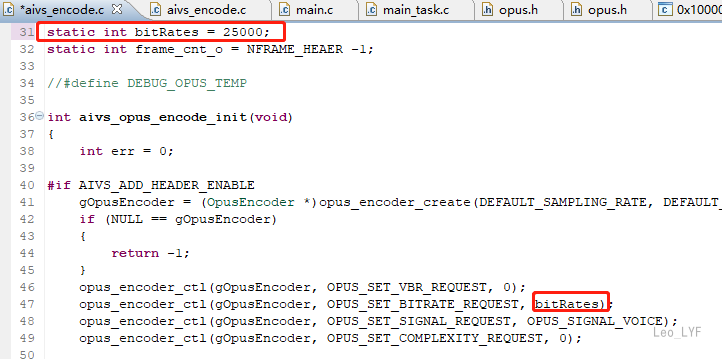 *aivs_encode.c
aivs_encode.c
main.c
main_task.c
opus.h
opus.h
0x1000
31 static int bitRates = 25000;
32 static int frame_cnt_o = NFRAME_HEAER -1;
33
34 //#define DEBUG_OPUS_TEMP
35
36 int aivs_opus_encode_init(void)
37 {
38 int err = 0;
39
40 #if AIVS_ADD_HEADER_ENABLE
41 gOpusEncoder = (OpusEncoder *)opus_encoder_create(DEFAULT_SAMPLING_RATE, DEFAULT_
42 if (NULL == gOpusEncoder)
43 {
44 return -1;
45 }
46 opus_encoder_ctl(gOpusEncoder, OPUS_SET_VBR_REQUEST, 0);
47 opus_encoder_ctl(gOpusEncoder, OPUS_SET_BITRATE_REQUEST, bitRates);
48 opus_encoder_ctl(gOpusEncoder, OPUS_SET_SIGNAL_REQUEST, OPUS_SIGNAL_VOICE);
49 opus_encoder_ctl(gOpusEncoder, OPUS_SET_COMPLEXITY_REQUEST, 0);
50
Leo_LYF